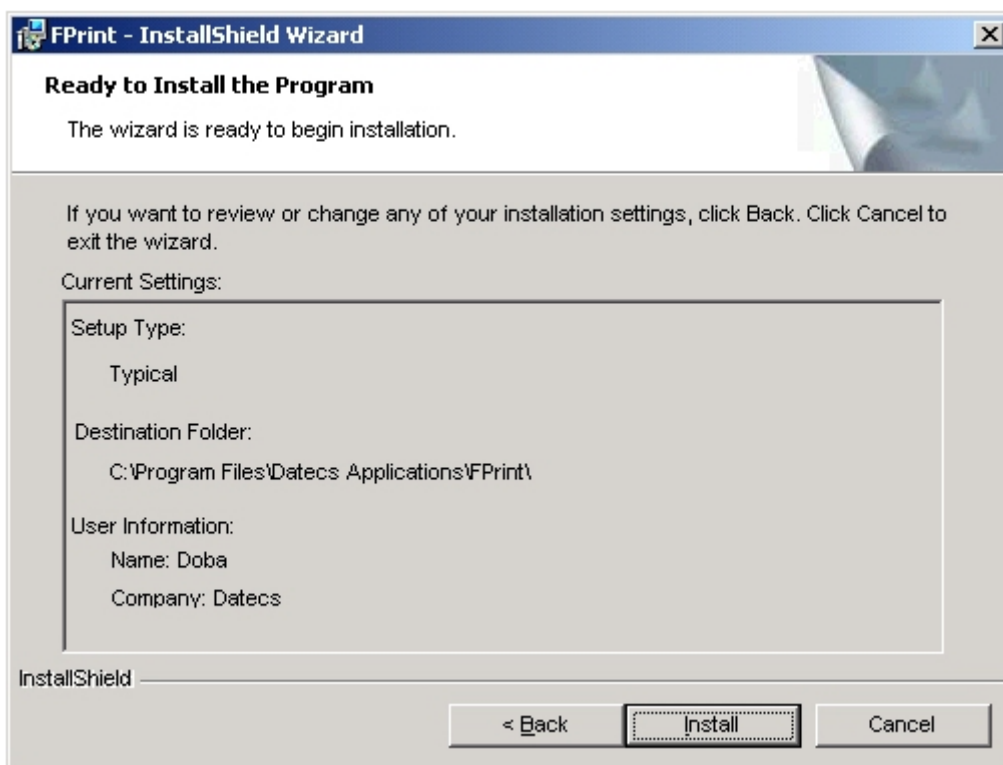 FPrint - InstallShield Wizard
Ready to Install the Program
The wizard is ready to begin installation.
If you want to review or change any of your installation settings, click Back. Click Cancel to
exit the wizard.
Current Settings:
Setup Type:
Typical
Destination Folder:
C:\Program Files\Datecs Applications\FPrint\
User Information:
Name: Doba
Company: Datecs
InstallShield
< Back
Install
Cancel